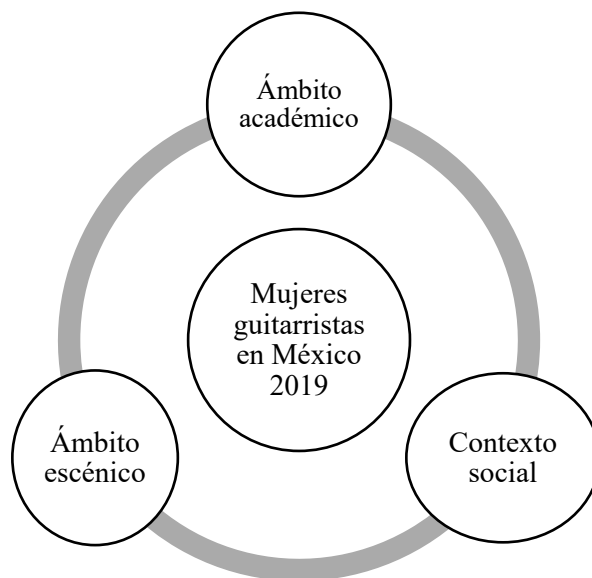 Ámbito
académico
Mujeres
guitarristas
en México
2019
Ámbito
escénico
Contexto
social